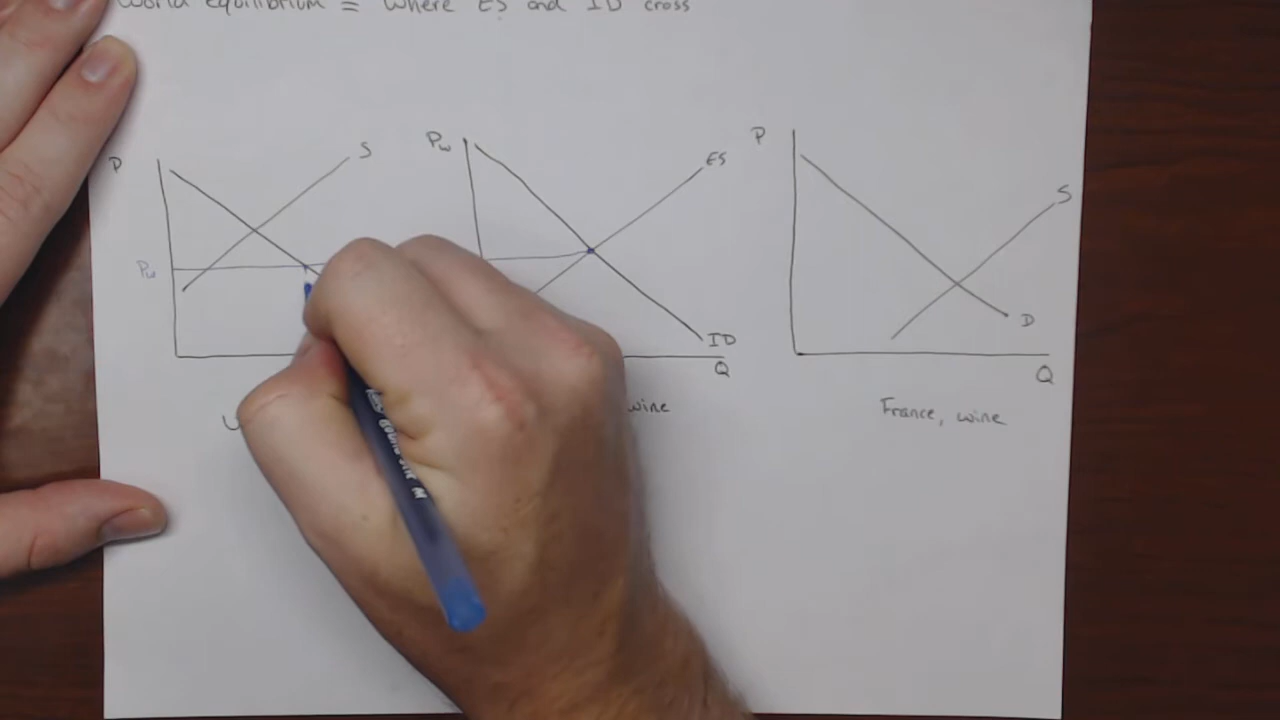 World equilibrium = where ES and ID cross
P
S
Pw
ES
P
S
Pw
D
ID
Q
Q
wine
France, wine